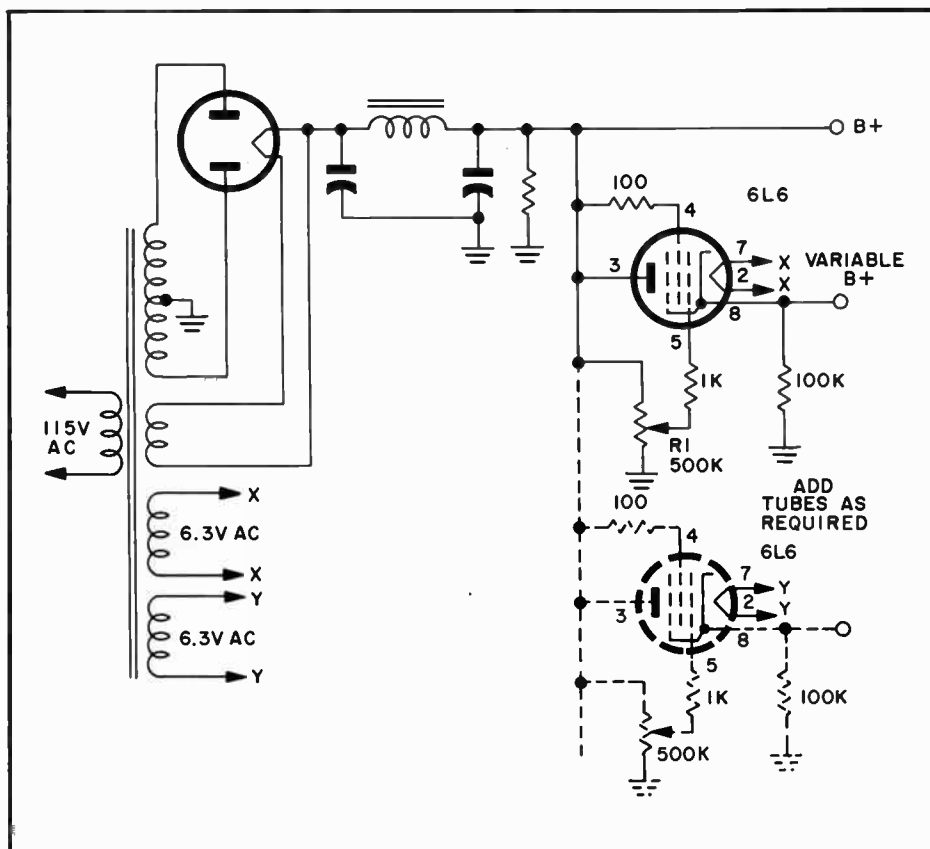 B+
100
4
6L6
3
7
X
2
X
8
VARIABLE
B+
5
1K
100K
R1
500K
115V
AC
X
6.3V AC
X
Y
6.3V AC
Y
ADD
TUBES AS
REQUIRED
100
4
6L6
3
7
Y
2
Y
8
5
1K
100K
500K